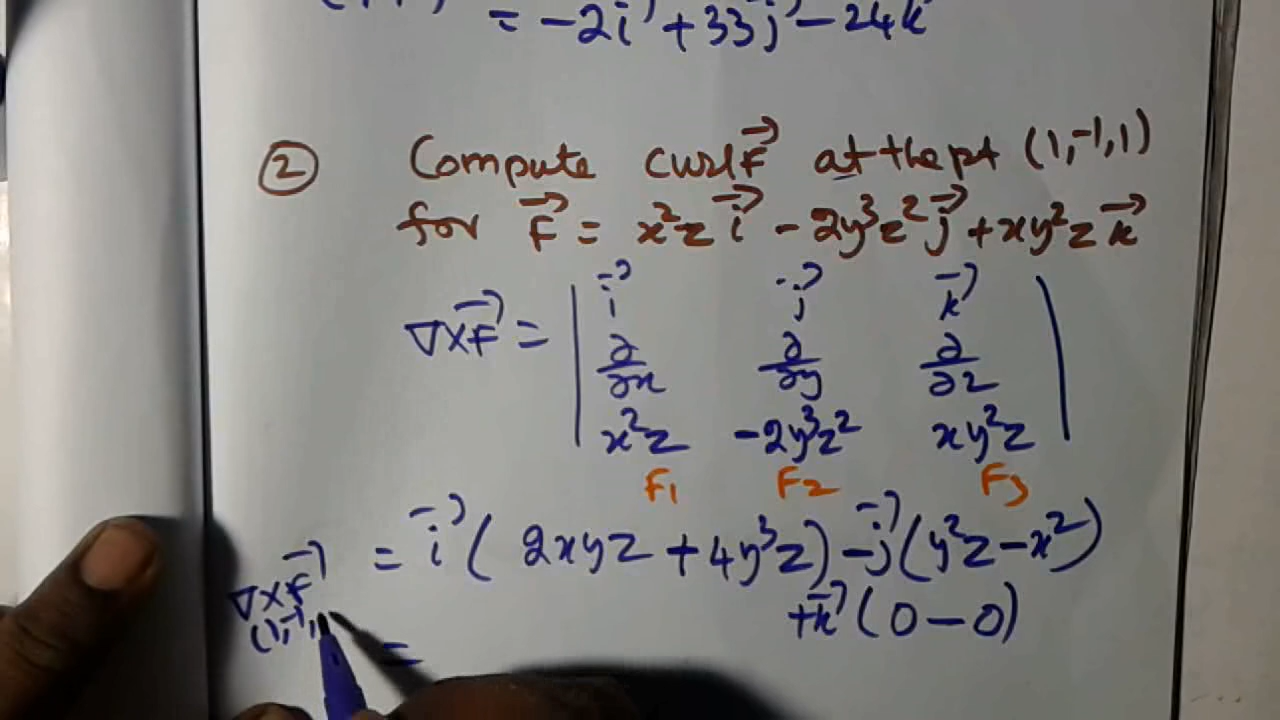 = -2i⃗ + 33j⃗ - 24k⃗
② Compute curl F⃗ at the pt (1,-1,1)
for F⃗ = x²z i⃗ - 2y³z² j⃗ + xy²z k⃗
∇×F⃗ = | i⃗ j⃗ k⃗ |
∂/∂x ∂/∂y ∂/∂z
x²z -2y³z² xy²z
F1 F2 F3
= i⃗ ( 2xyz + 4y³z ) - j⃗ ( y²z - x² )
+ k⃗ ( 0 - 0 )
∇×F⃗
(1,-1, =